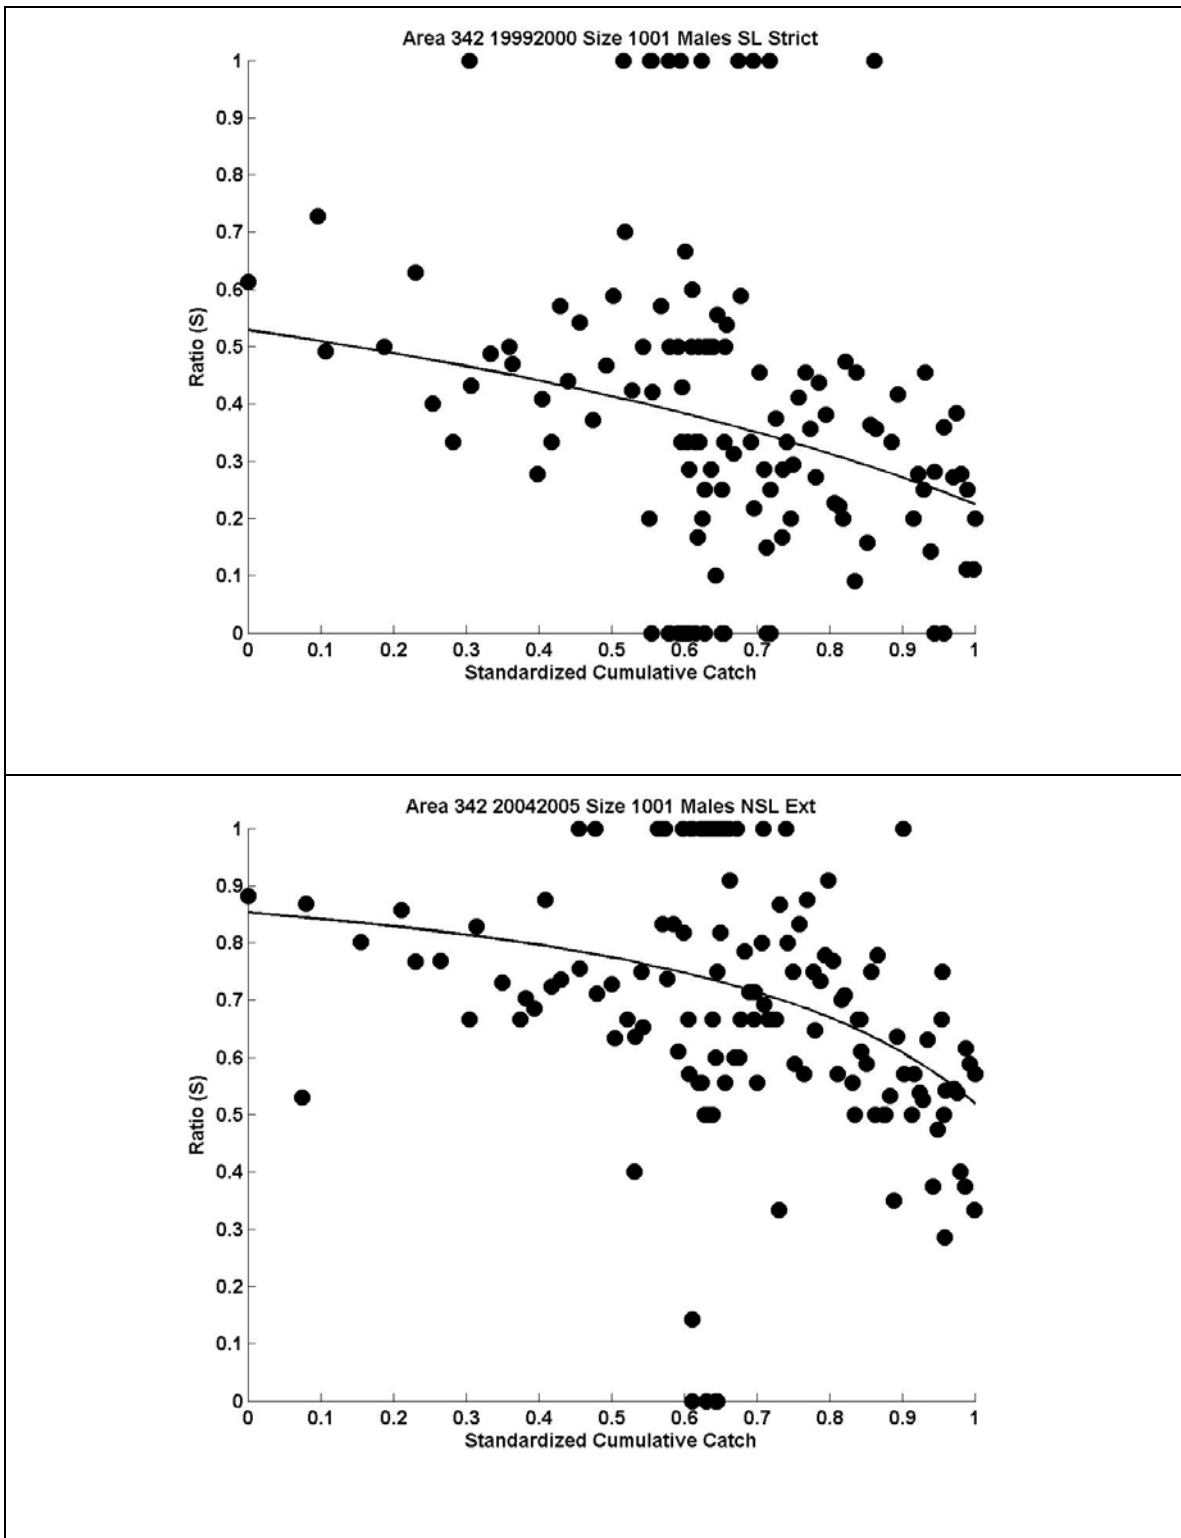 Area 342 19992000 Size 1001 Males SL Strict
1
0.9
0.8
0.7
0.6
0.5
0.4
0.3
0.2
0.1
0
Ratio (S)
0 0.1 0.2 0.3 0.4 0.5 0.6 0.7 0.8 0.9 1
Standardized Cumulative Catch
Area 342 20042005 Size 1001 Males NSL Ext
1
0.9
0.8
0.7
0.6
0.5
0.4
0.3
0.2
0.1
0
Ratio (S)
0 0.1 0.2 0.3 0.4 0.5 0.6 0.7 0.8 0.9 1
Standardized Cumulative Catch